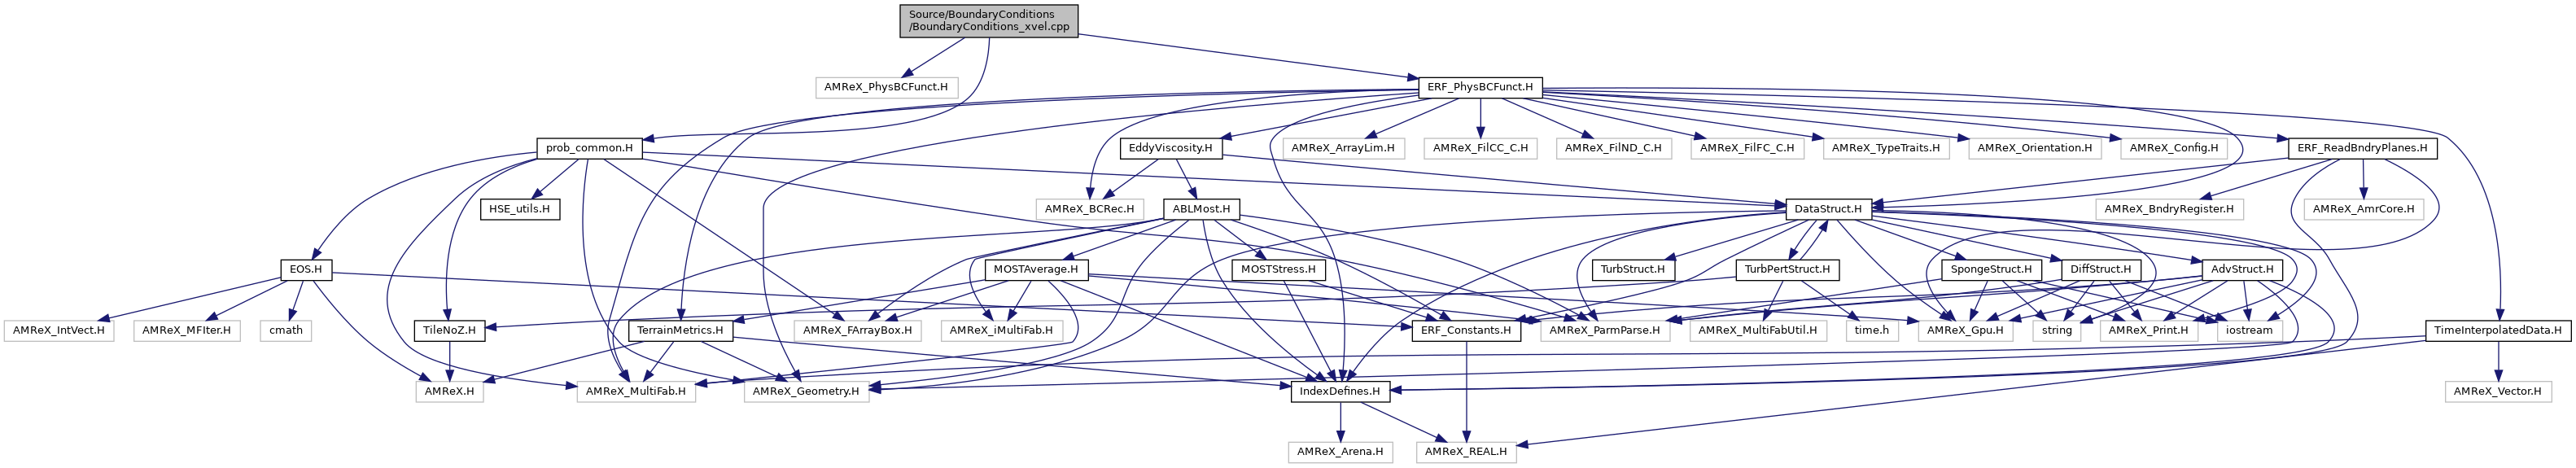 Source/BoundaryConditions
/BoundaryConditions_xvel.cpp
AMReX_PhysBCFunct.H
ERF_PhysBCFunct.H
prob_common.H
EddyViscosity.H
AMReX_ArrayLim.H
AMReX_FilCC_C.H
AMReX_FilND_C.H
AMReX_FilFC_C.H
AMReX_TypeTraits.H
AMReX_Orientation.H
AMReX_Config.H
ERF_ReadBndryPlanes.H
HSE_utils.H
AMReX_BCRec.H
ABLMost.H
DataStruct.H
AMReX_BndryRegister.H
AMReX_AmrCore.H
EOS.H
MOSTAverage.H
MOSTStress.H
TurbStruct.H
TurbPertStruct.H
SpongeStruct.H
DiffStruct.H
AdvStruct.H
AMReX_IntVect.H
AMReX_MFIter.H
cmath
TileNoZ.H
TerrainMetrics.H
AMReX_FArrayBox.H
AMReX_iMultiFab.H
ERF_Constants.H
AMReX_ParmParse.H
AMReX_MultiFabUtil.H
time.h
AMReX_Gpu.H
string
AMReX_Print.H
iostream
TimeInterpolatedData.H
AMReX.H
AMReX_MultiFab.H
AMReX_Geometry.H
IndexDefines.H
AMReX_Vector.H
AMReX_Arena.H
AMReX_REAL.H